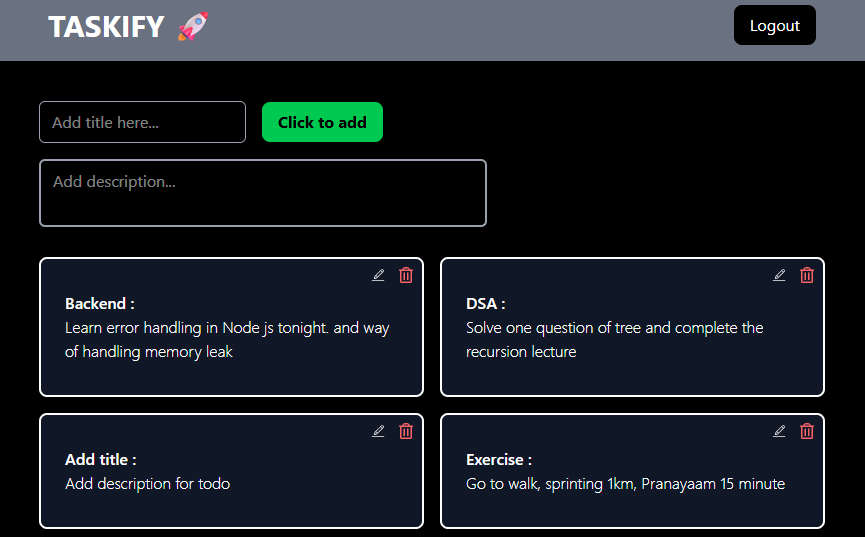 TASKIFY 🚀
Logout
Add title here...
Click to add
Add description...
Backend :
Learn error handling in Node js tonight. and way
of handling memory leak
DSA :
Solve one question of tree and complete the
recursion lecture
Add title :
Add description for todo
Exercise :
Go to walk, sprinting 1km, Pranayaam 15 minute